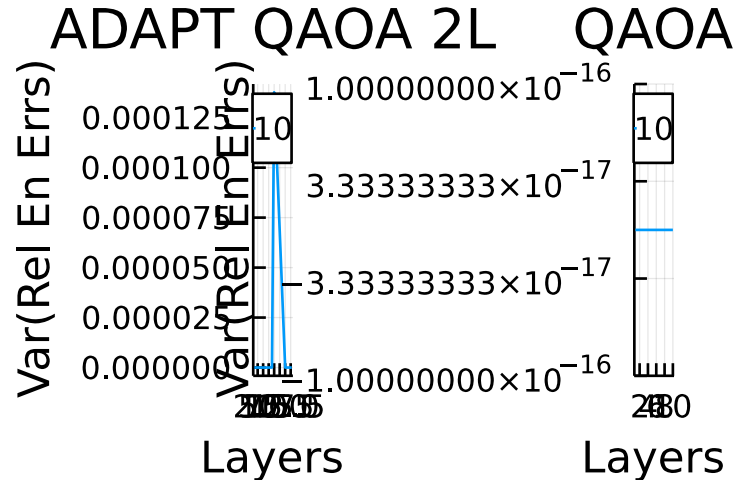 ADAPT QAOA 2L
QAOA
Var(Rel En Errs)
0.000125
0.000100
0.000075
0.000050
0.000025
0.000000
10
Layers
Var(Rel En Errs)
1.00000000×10⁻¹⁶
3.33333333×10⁻¹⁷
−3.33333333×10⁻¹⁷
−1.00000000×10⁻¹⁶
10
Layers